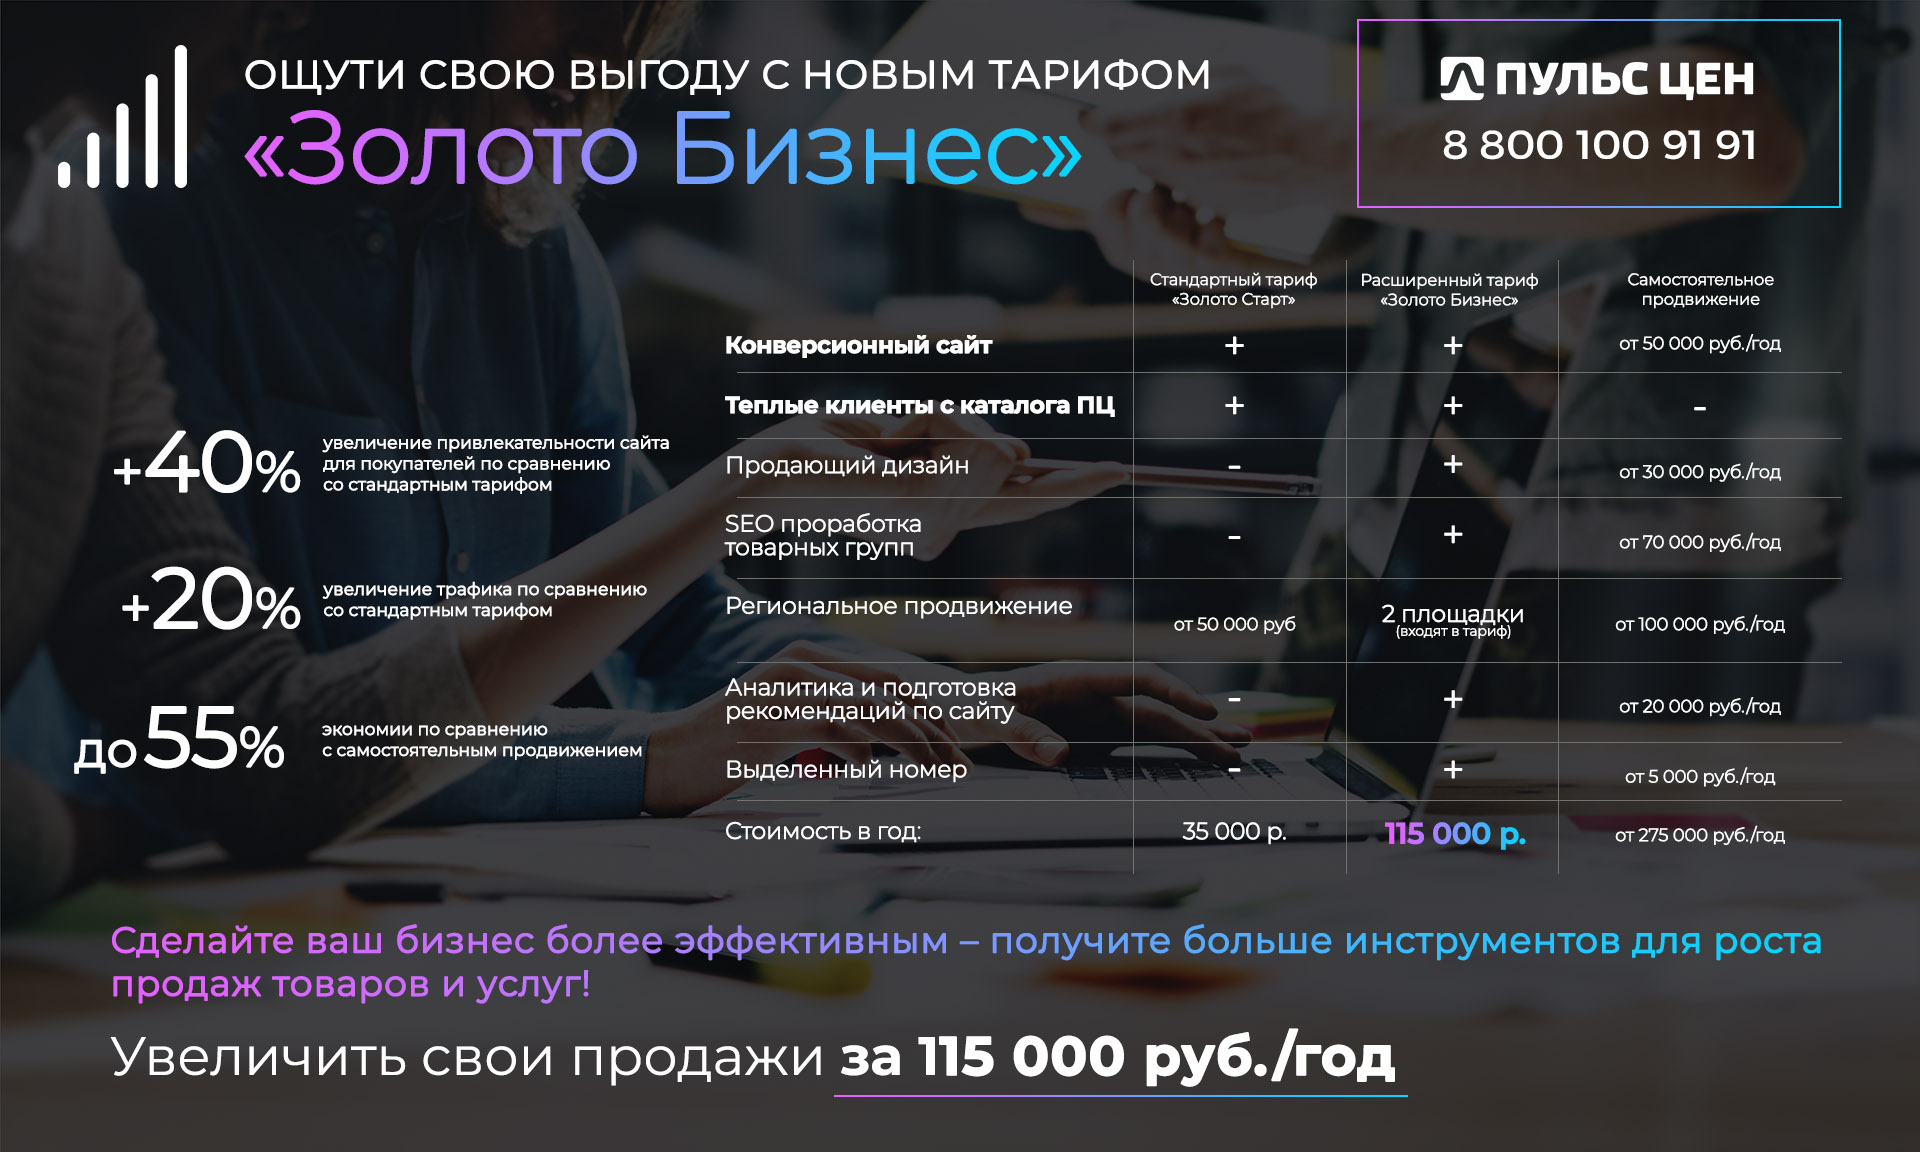 ОЩУТИ СВОЮ ВЫГОДУ С НОВЫМ ТАРИФОМ
«Золото Бизнес»
ПУЛЬС ЦЕН
8 800 100 91 91
+40%
увеличение привлекательности сайта
для покупателей по сравнению
со стандартным тарифом
+20%
увеличение трафика по сравнению
со стандартным тарифом
до 55%
экономии по сравнению
с самостоятельным продвижением
Стандартный тариф
«Золото Старт»
Расширенный тариф
«Золото Бизнес»
Самостоятельное
продвижение
Конверсионный сайт + + от 50 000 руб./год
Теплые клиенты с каталога ПЦ + + -
Продающий дизайн - + от 30 000 руб./год
SEO проработка
товарных групп - + от 70 000 руб./год
Региональное продвижение от 50 000 руб 2 площадки от 100 000 руб./год
(входят в тариф)
Аналитика и подготовка
рекомендаций по сайту - + от 20 000 руб./год
Выделенный номер - + от 5 000 руб./год
Стоимость в год: 35 000 р. 115 000 р. от 275 000 руб./год
Сделайте ваш бизнес более эффективным – получите больше инструментов для роста
продаж товаров и услуг!
Увеличить свои продажи за 115 000 руб./год